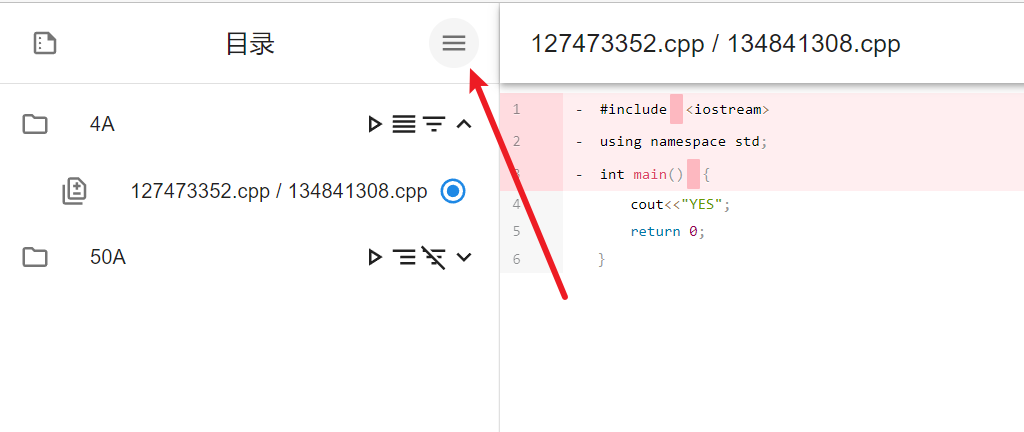 目录
127473352.cpp / 134841308.cpp
4A
127473352.cpp / 134841308.cpp
50A
1 - #include <iostream>
2 - using namespace std;
3 - int main() {
4 cout<<"YES";
5 return 0;
6 }